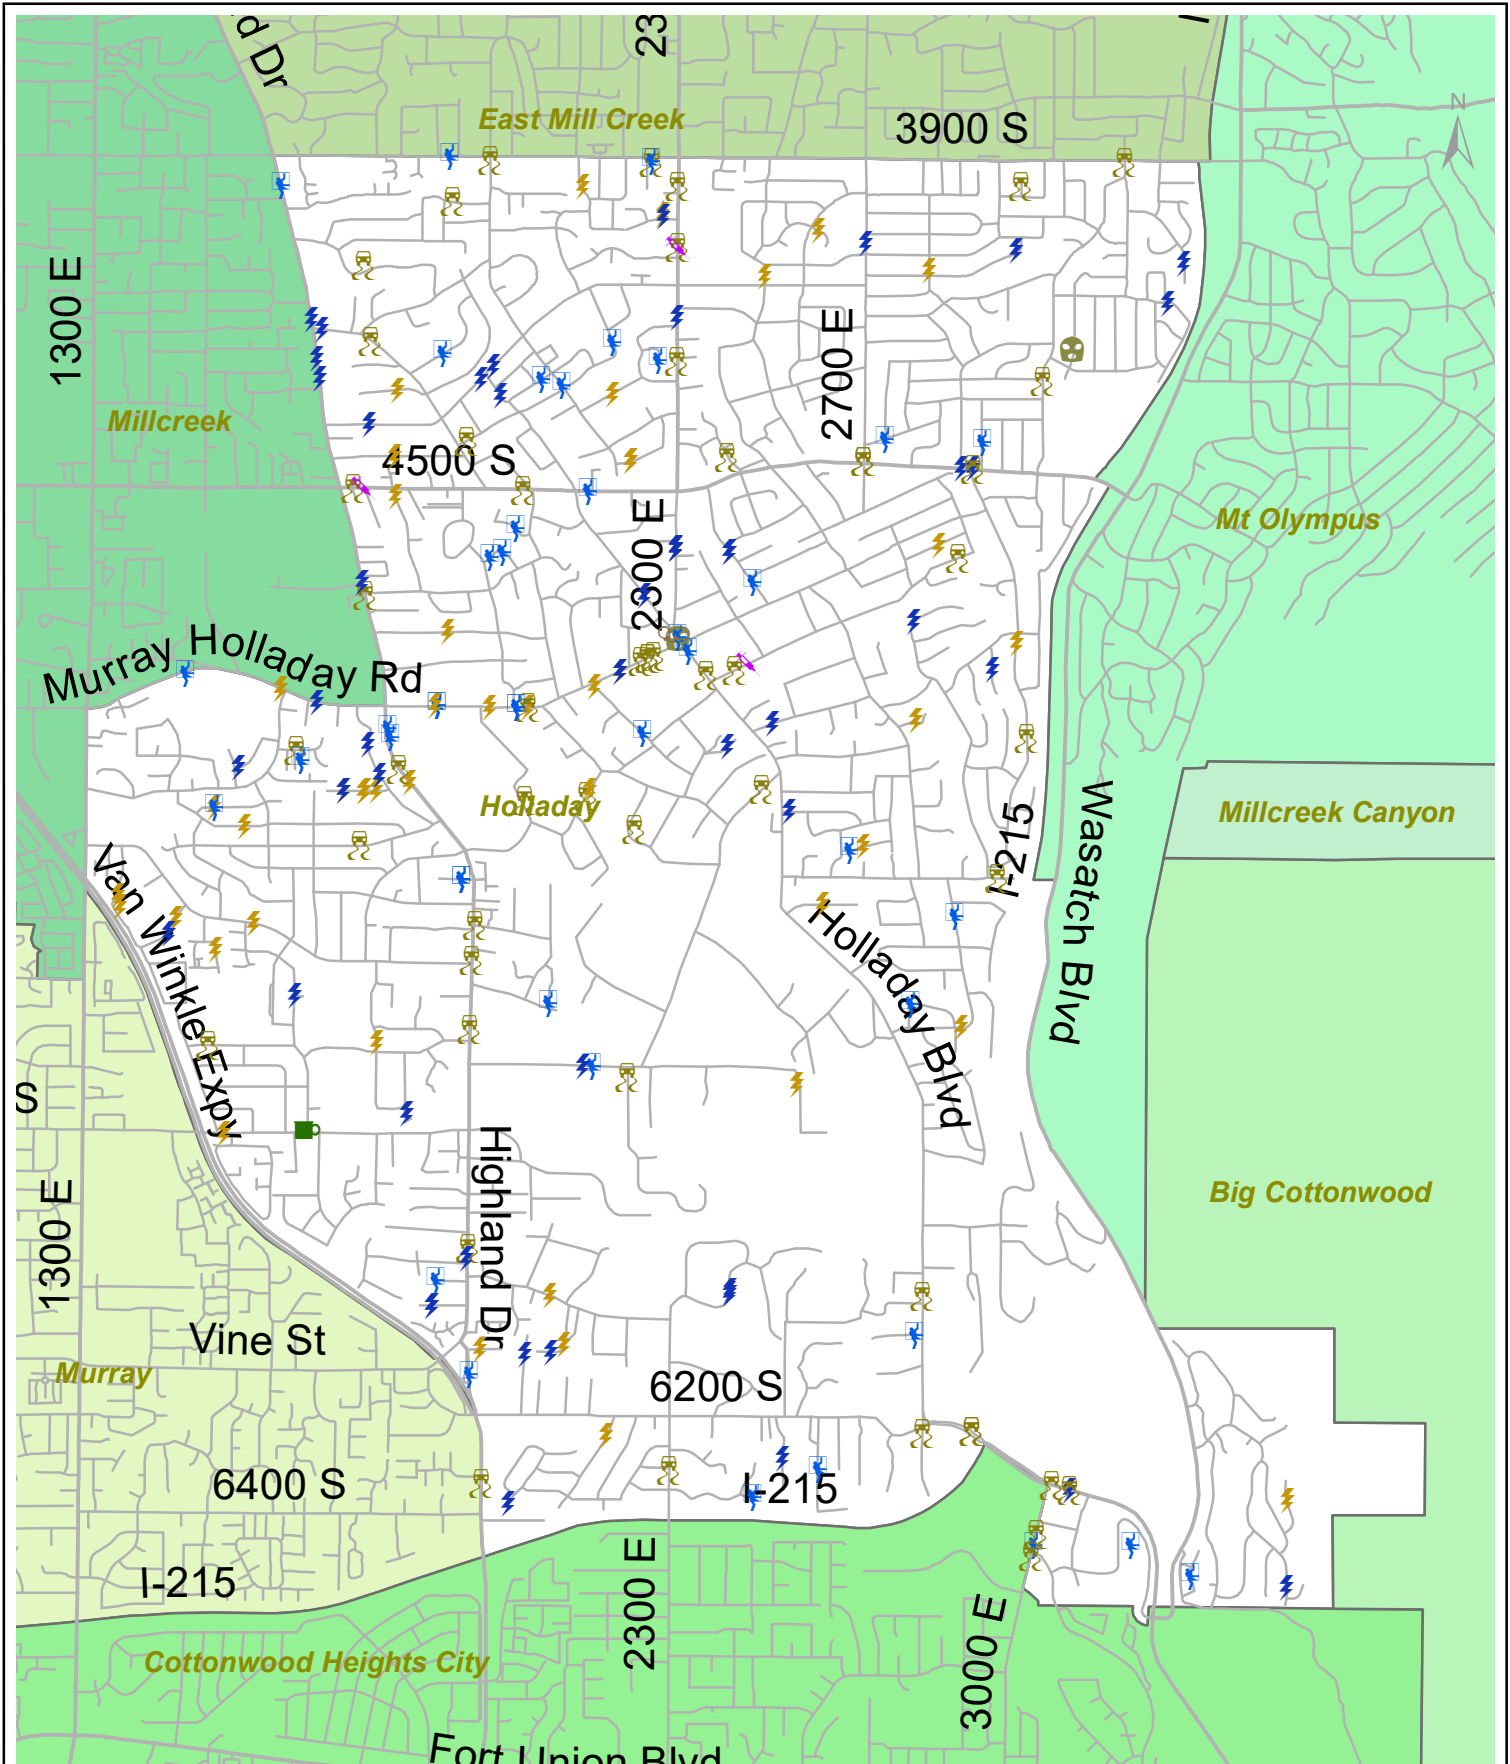 d Dr
23
East Mill Creek
3900 S
N
1300 E
2700 E
Millcreek
4500 S
2300 E
Mt Olympus
Murray Holladay Rd
Holladay
I-215
Wasatch Blvd
Millcreek Canyon
Van Winkle Expy
Holladay Blvd
S
Highland Dr
1300 E
Big Cottonwood
Vine St
Murray
6200 S
6400 S
I-215
I-215
2300 E
3000 E
Cottonwood Heights City
Fort Union Blvd